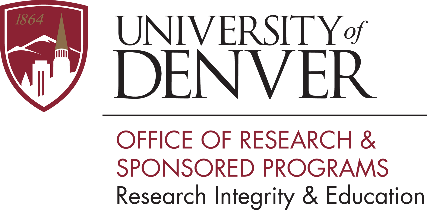 1864
UNIVERSITY of
DENVER
OFFICE OF RESEARCH &
SPONSORED PROGRAMS
Research Integrity & Education